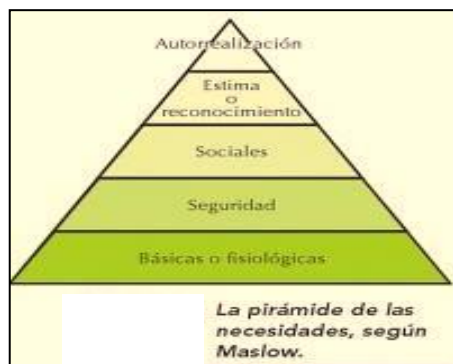 Autorrealización
Estima
o
reconocimiento
Sociales
Seguridad
Básicas o fisiológicas
La pirámide de las
necesidades, según
Maslow.